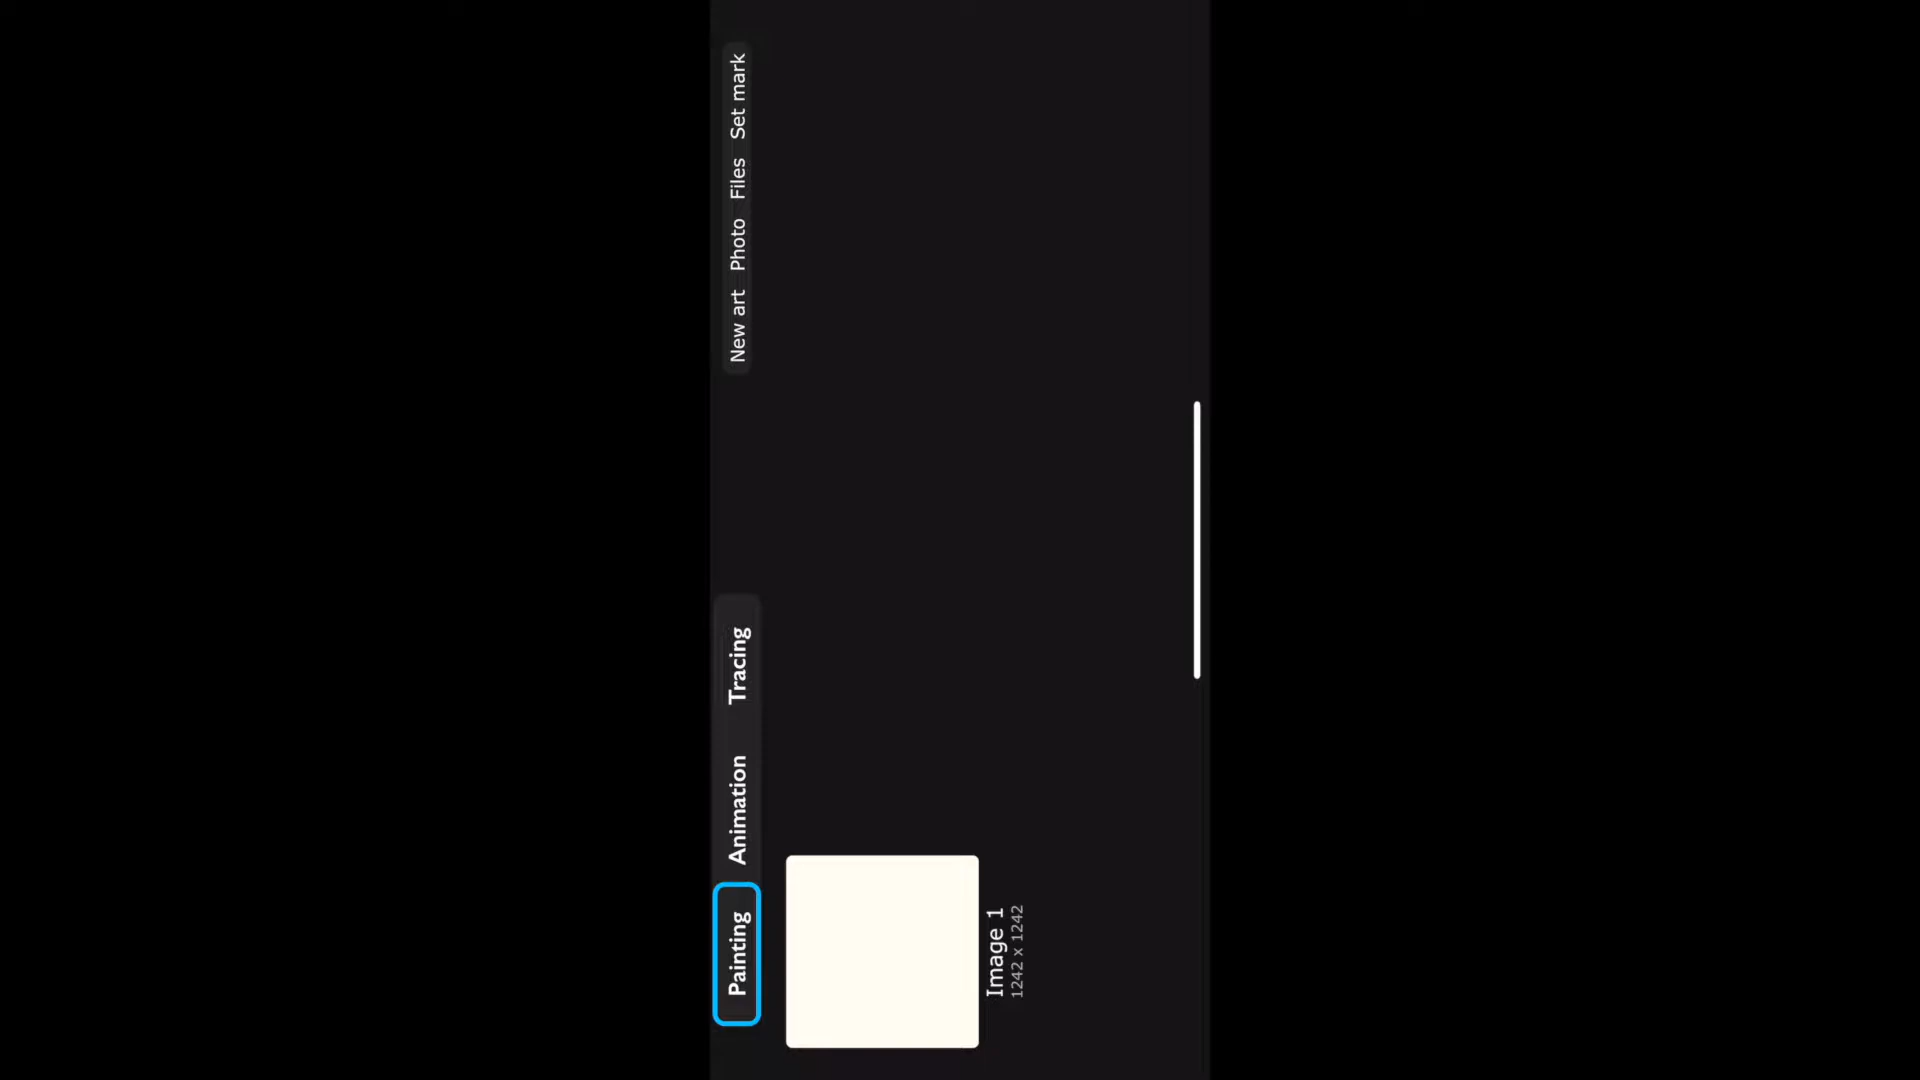 Painting Animation Tracing New art Photo Files Set mark
Image 1
1242 x 1242